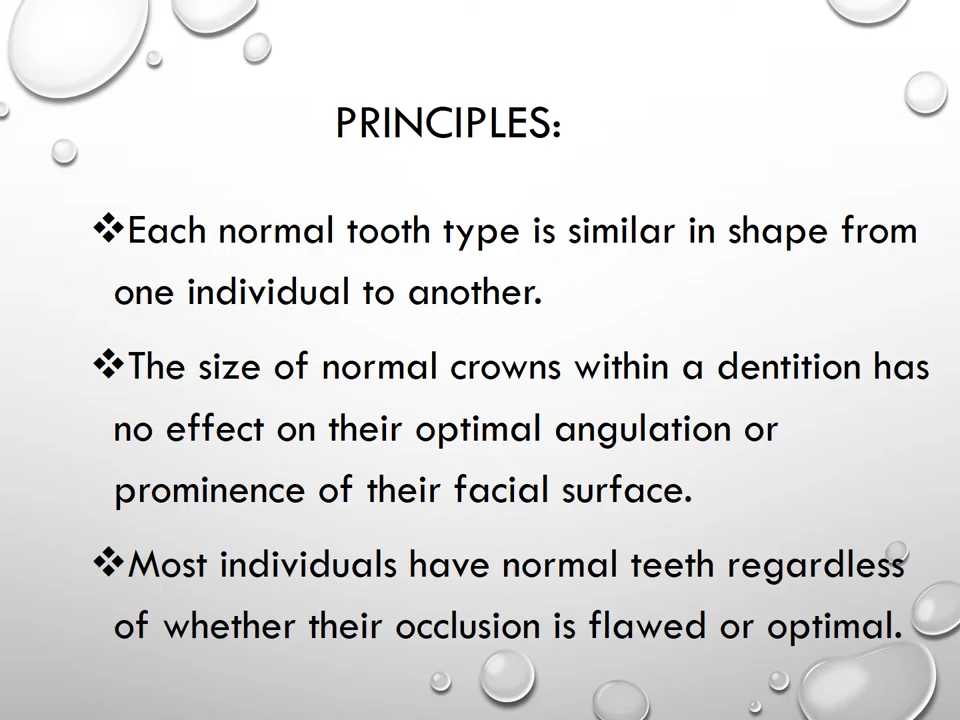 PRINCIPLES:
❖Each normal tooth type is similar in shape from
one individual to another.
❖The size of normal crowns within a dentition has
no effect on their optimal angulation or
prominence of their facial surface.
❖Most individuals have normal teeth regardless
of whether their occlusion is flawed or optimal.